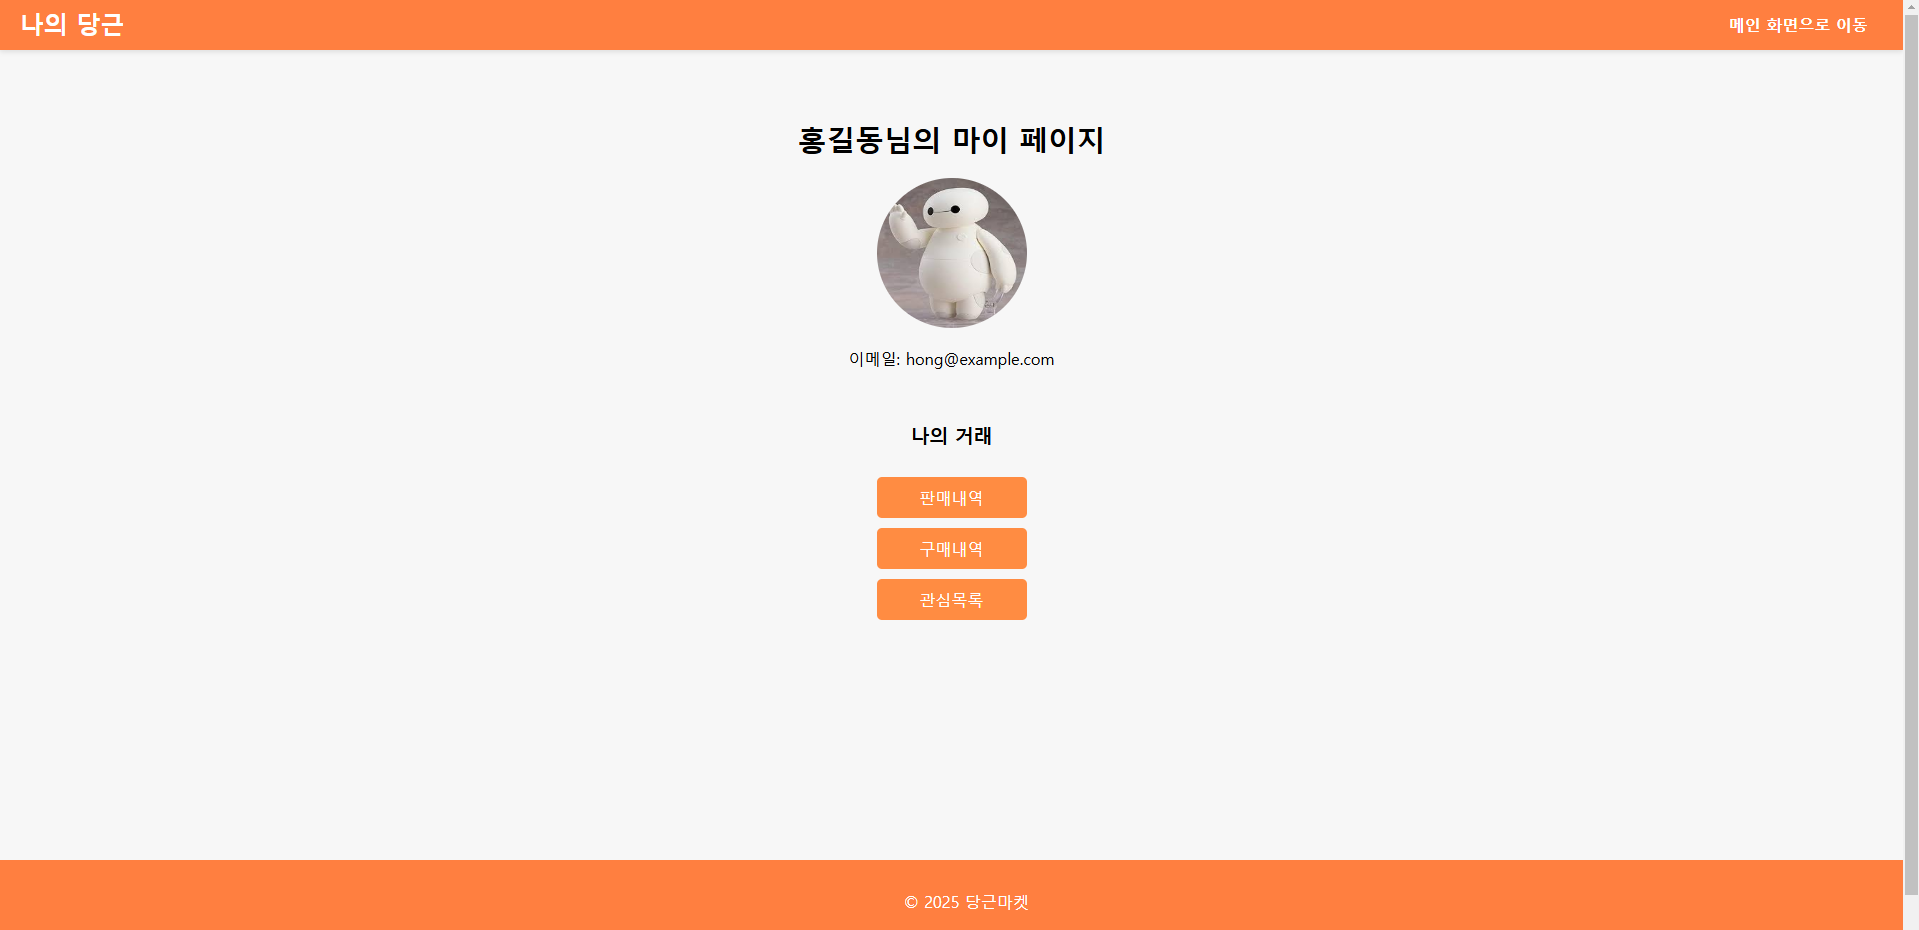 나의 당근
메인 화면으로 이동
홍길동님의 마이 페이지
이메일: hong@example.com
나의 거래
판매내역
구매내역
관심목록
© 2025 당근마켓